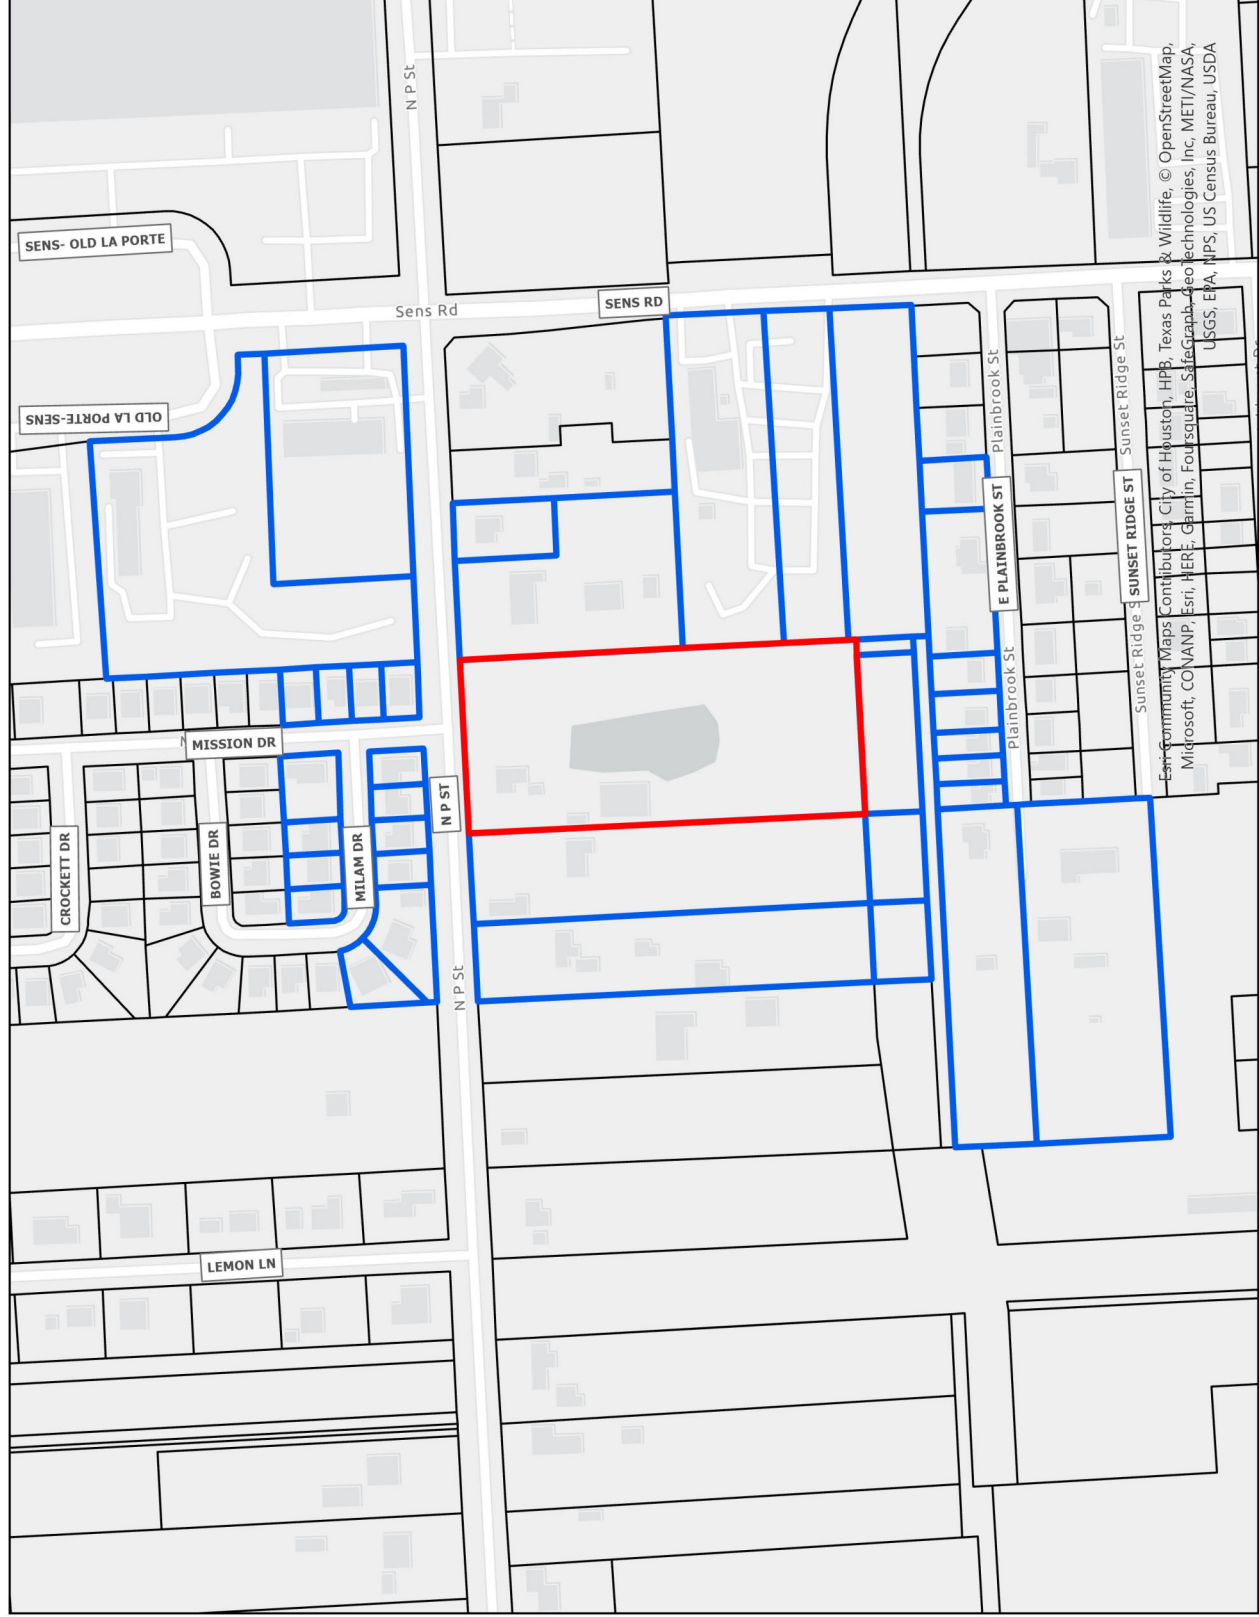 N P St
SENS- OLD LA PORTE
Sens Rd
SENS RD
OLD LA PORTE-SENS
Plainbrook St
Sunset Ridge St
E PLAINBROOK ST
SUNSET RIDGE ST
Plainbrook St
Sunset Ridge S
MISSION DR
N P ST
CROCKETT DR
BOWIE DR
MILAM DR
N P St
LEMON LN
Esri Community Maps Contributors, City of Houston, HPB, Texas Parks & Wildlife, © OpenStreetMap,
Microsoft, CONANP, Esri, HERE, Garmin, Foursquare, SafeGraph, GeoTechnologies, Inc, METI/NASA,
USGS, EPA, NPS, US Census Bureau, USDA